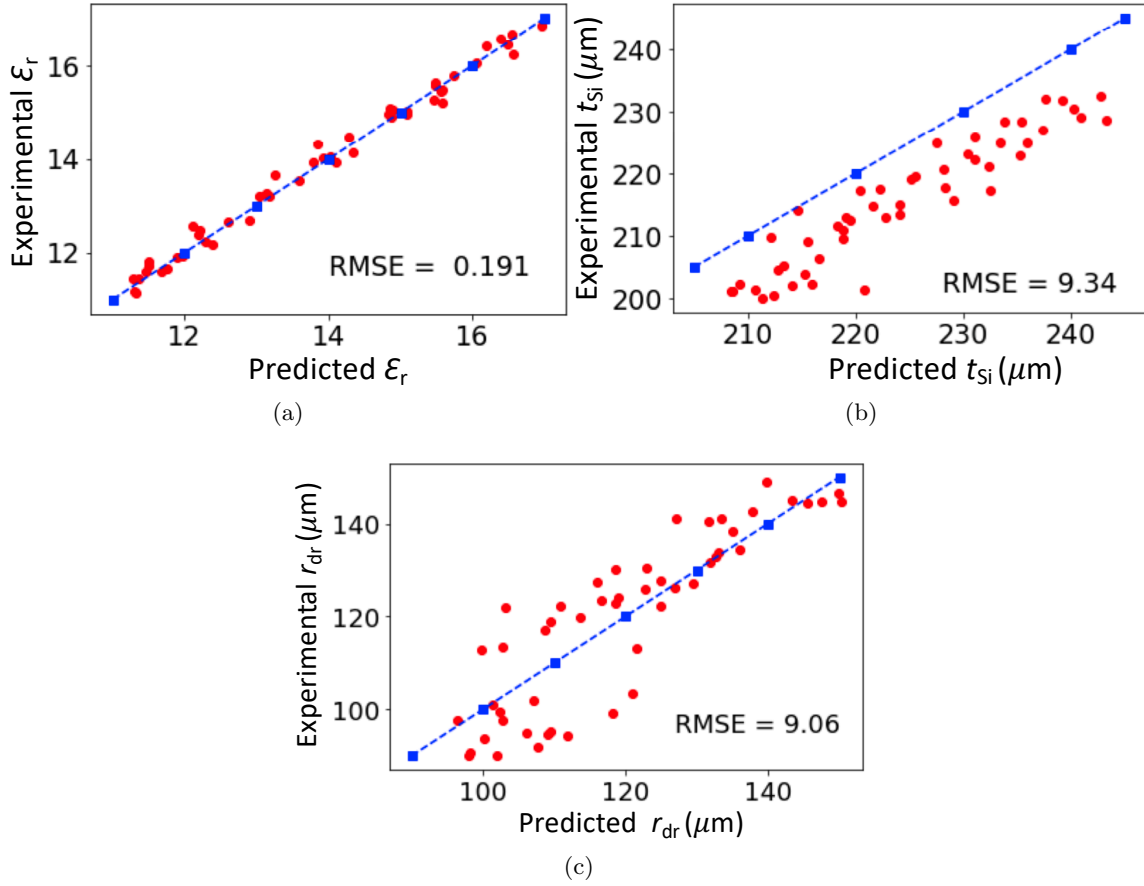 Experimental Ɛr
16
14
12
RMSE = 0.191
12 14 16
Predicted Ɛr
(a)
Experimental tSi (μm)
240
230
220
210
200
RMSE = 9.34
210 220 230 240
Predicted tSi (μm)
(b)
Experimental rdr (μm)
140
120
100
RMSE = 9.06
100 120 140
Predicted rdr (μm)
(c)